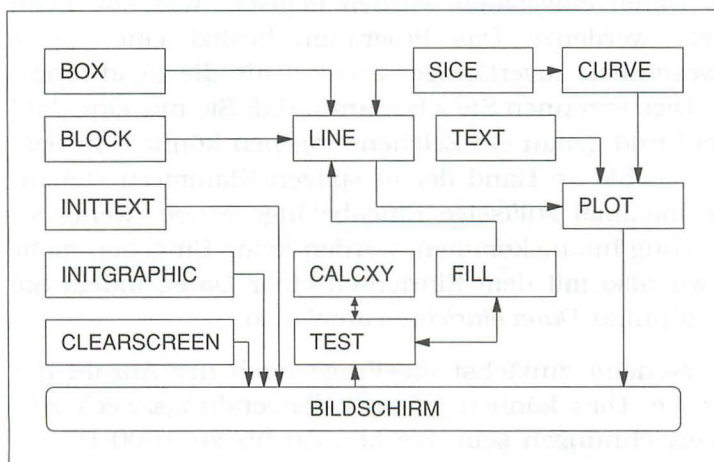 BOX
SICE
CURVE
BLOCK
LINE
TEXT
INITTEXT
PLOT
INITGRAPHIC
CALCXY
FILL
CLEARSCREEN
TEST
BILDSCHIRM